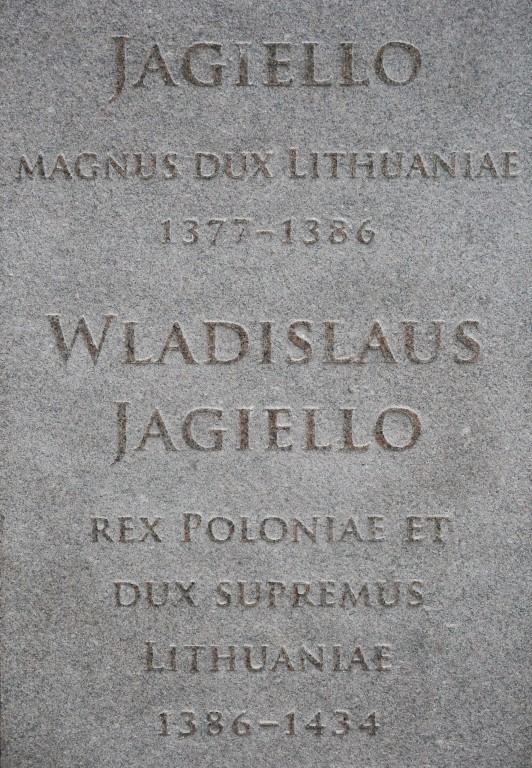 JAGIELLO
MAGNUS DUX LITHUANIAE
1377–1386
WLADISLAUS
JAGIELLO
REX POLONIAE ET
DUX SUPREMUS
LITHUANIAE
1386–1434